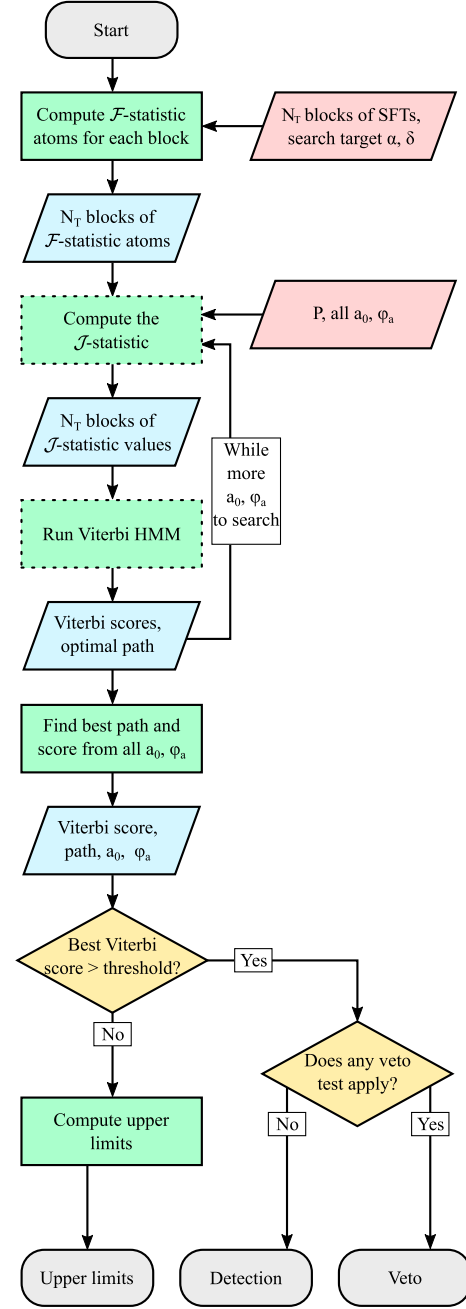 Start
Compute ℱ-statistic
atoms for each block
N_T blocks of SFTs,
search target α, δ
N_T blocks of
ℱ-statistic atoms
Compute the
𝒥-statistic
P, all a₀, φₐ
N_T blocks of
𝒥-statistic values
While
more
a₀, φₐ
to search
Run Viterbi HMM
Viterbi scores,
optimal path
Find best path and
score from all a₀, φₐ
Viterbi score,
path, a₀, φₐ
Best Viterbi
score > threshold?
Yes
No
Does any veto
test apply?
No
Yes
Compute upper
limits
Upper limits
Detection
Veto